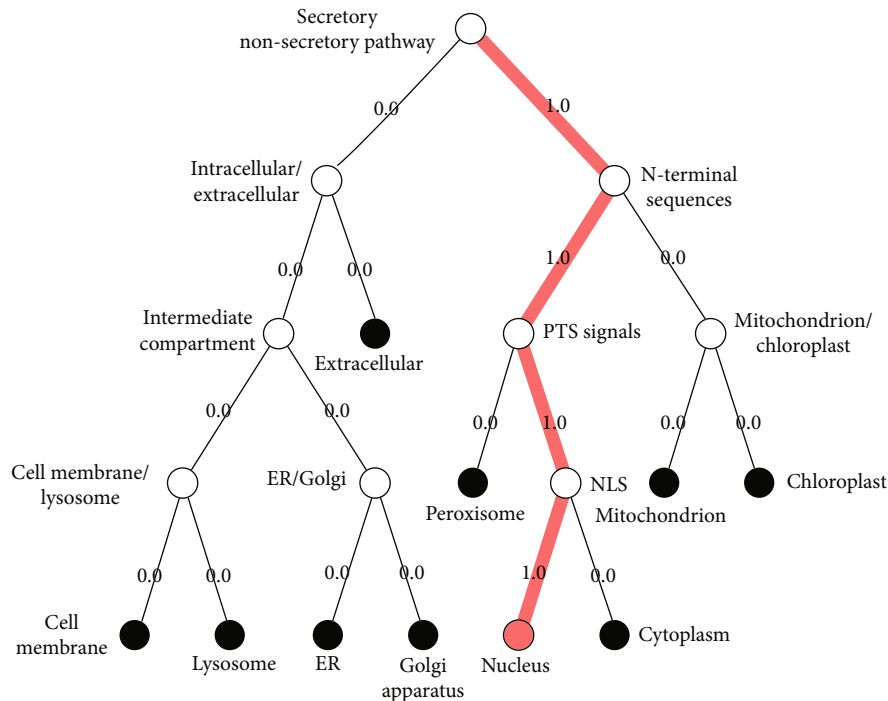 Secretory
non-secretory pathway
0.0
1.0
Intracellular/
extracellular
N-terminal
sequences
0.0
0.0
1.0
0.0
Intermediate
compartment
Extracellular
PTS signals
Mitochondrion/
chloroplast
0.0
0.0
0.0
1.0
0.0
0.0
Cell membrane/
lysosome
ER/Golgi
Peroxisome
NLS
Mitochondrion
Chloroplast
0.0
0.0
0.0
0.0
1.0
0.0
Cell
membrane
Lysosome
ER
Golgi
apparatus
Nucleus
Cytoplasm